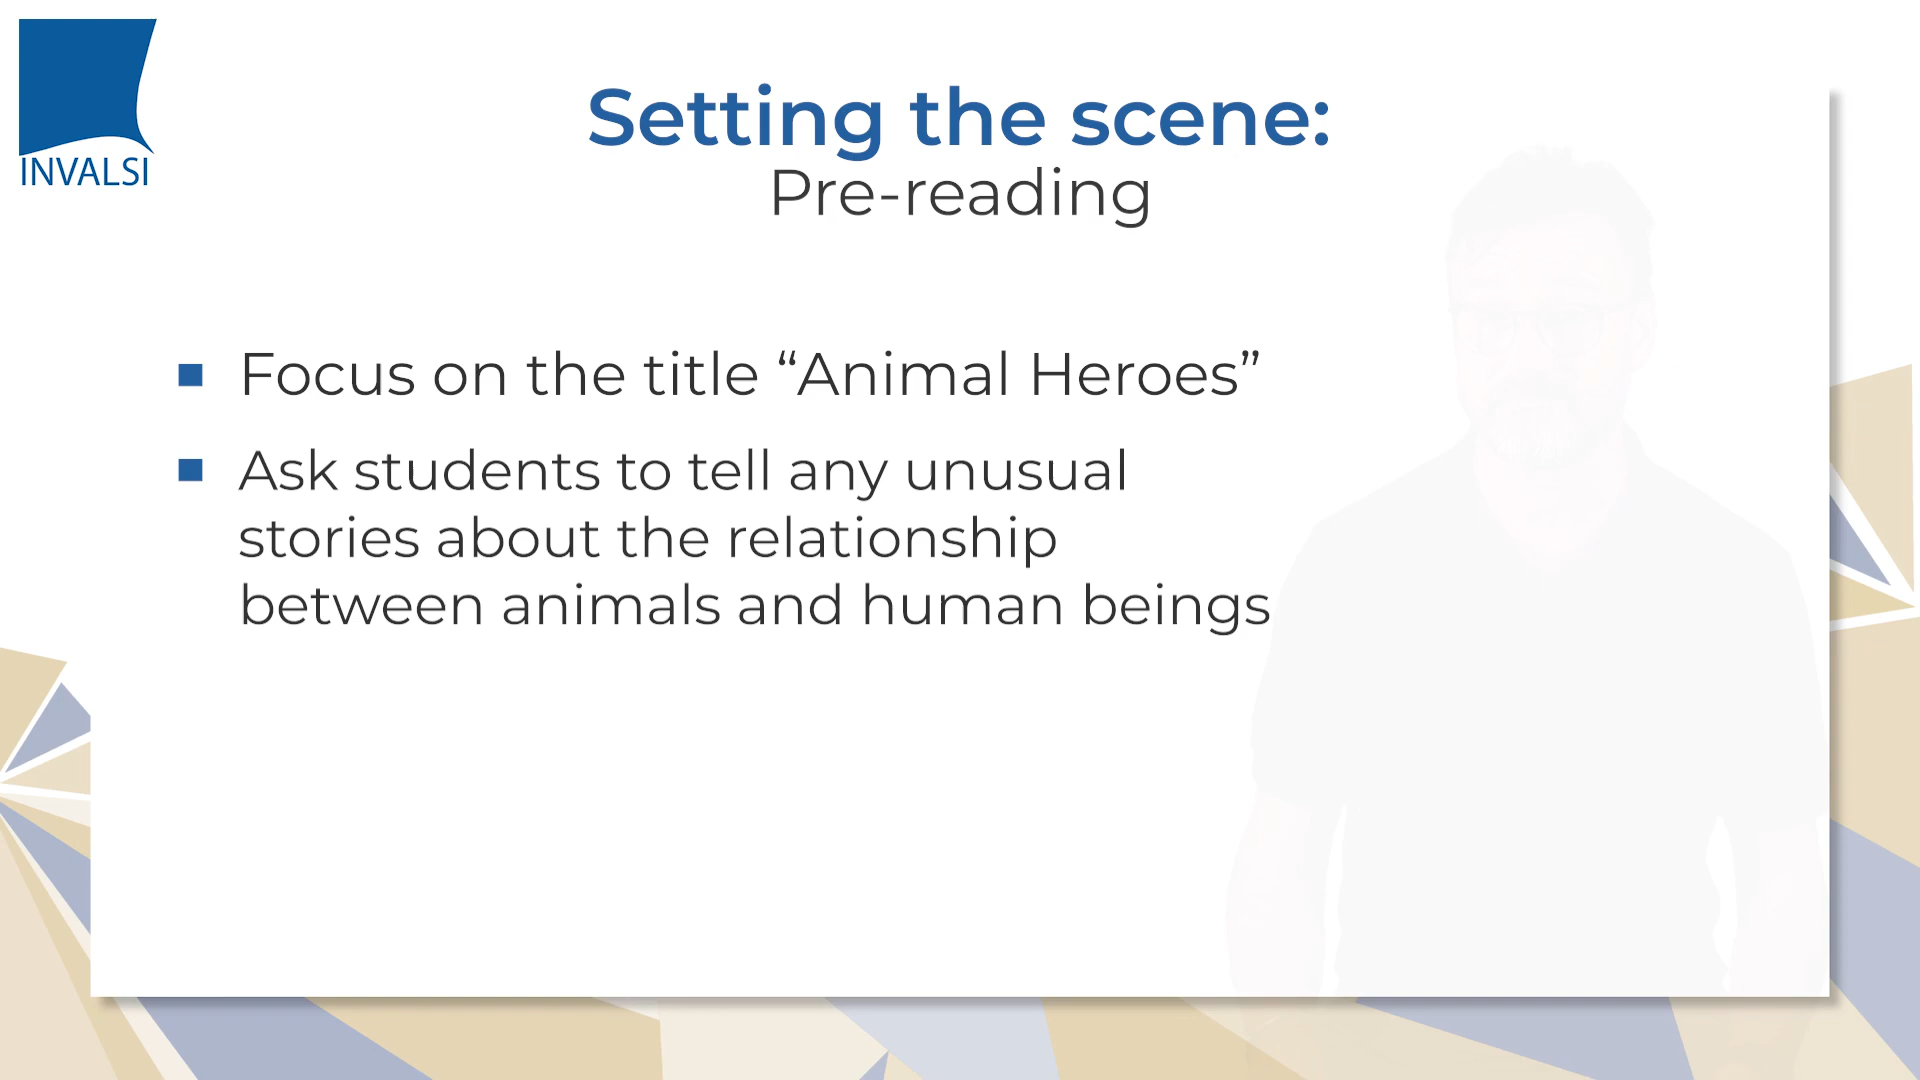 INVALSI
Setting the scene:
Pre-reading
Focus on the title “Animal Heroes”
Ask students to tell any unusual
stories about the relationship
between animals and human beings